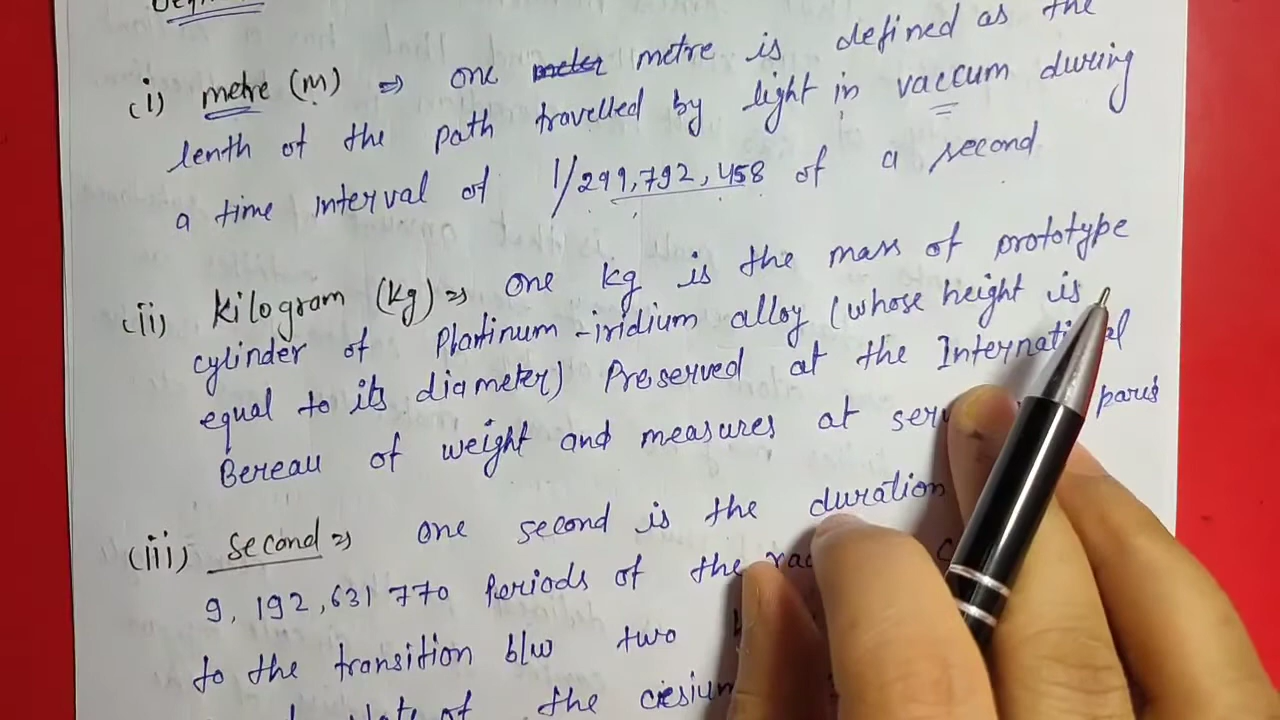 (i) metre (m) ⇒ one meter metre is defined as the
lenth of the path travelled by light in vaccum during
a time interval of 1/299,792,458 of a second
(ii) kilogram (kg) ⇒ one kg is the mass of prototype
cylinder of Platinum-iridium alloy (whose height is
equal to its diameter) Preserved at the International
Bereau of weight and measures at paris
(iii) second ⇒ one second is the duration
9,192,631 770 Periods of the
to the transition b/w two
of the